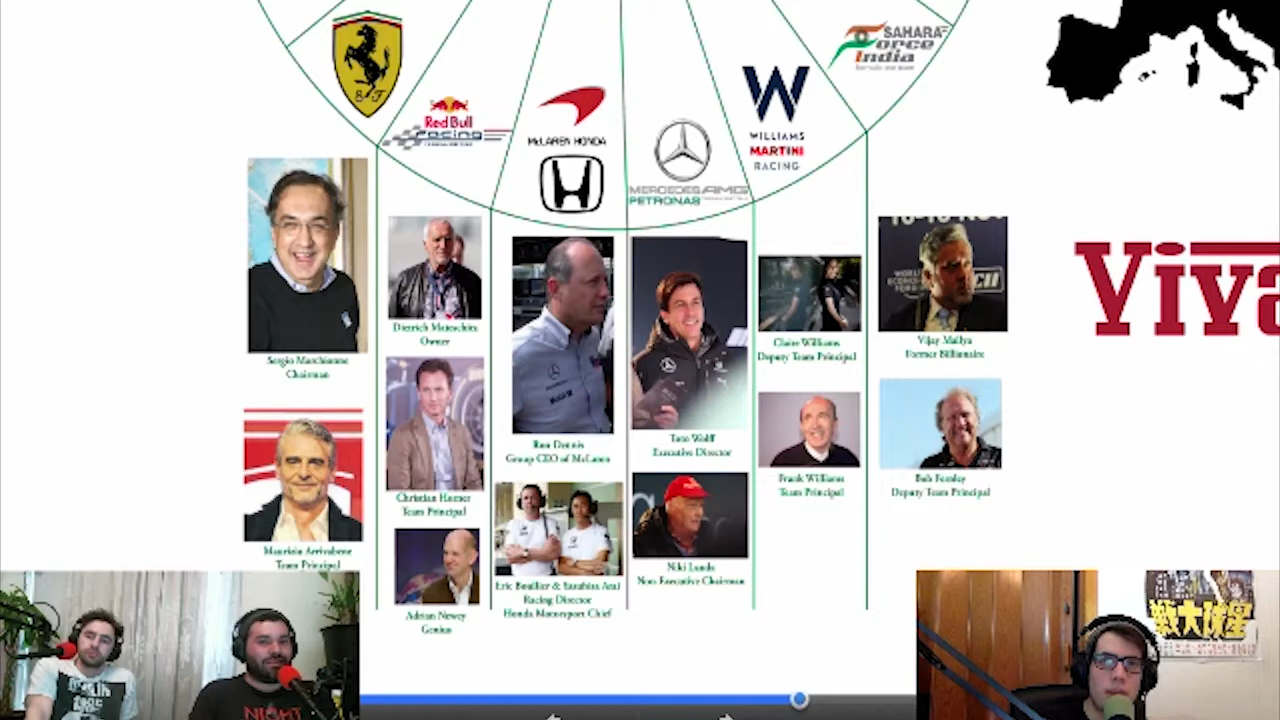 SAHARA
Force
India
Red Bull
racing
McLAREN HONDA
WILLIAMS
MARTINI
RACING
MERCEDES AMG
PETRONAS
S F
Viva
Sergio Marchionne
Chairman
Dietrich Mateschitz
Owner
Ron Dennis
Group CEO of McLaren
Toto Wolff
Executive Director
Claire Williams
Deputy Team Principal
Vijay Mallya
Former Billionaire
Maurizio Arrivabene
Team Principal
Christian Horner
Team Principal
Frank Williams
Team Principal
Bob Fernley
Deputy Team Principal
Adrian Newey
Genius
Eric Boullier & Yasuhisa Arai
Racing Director
Honda Motorsport Chief
Niki Lauda
Non-Executive Chairman
BERLIN
1985
NIGHT